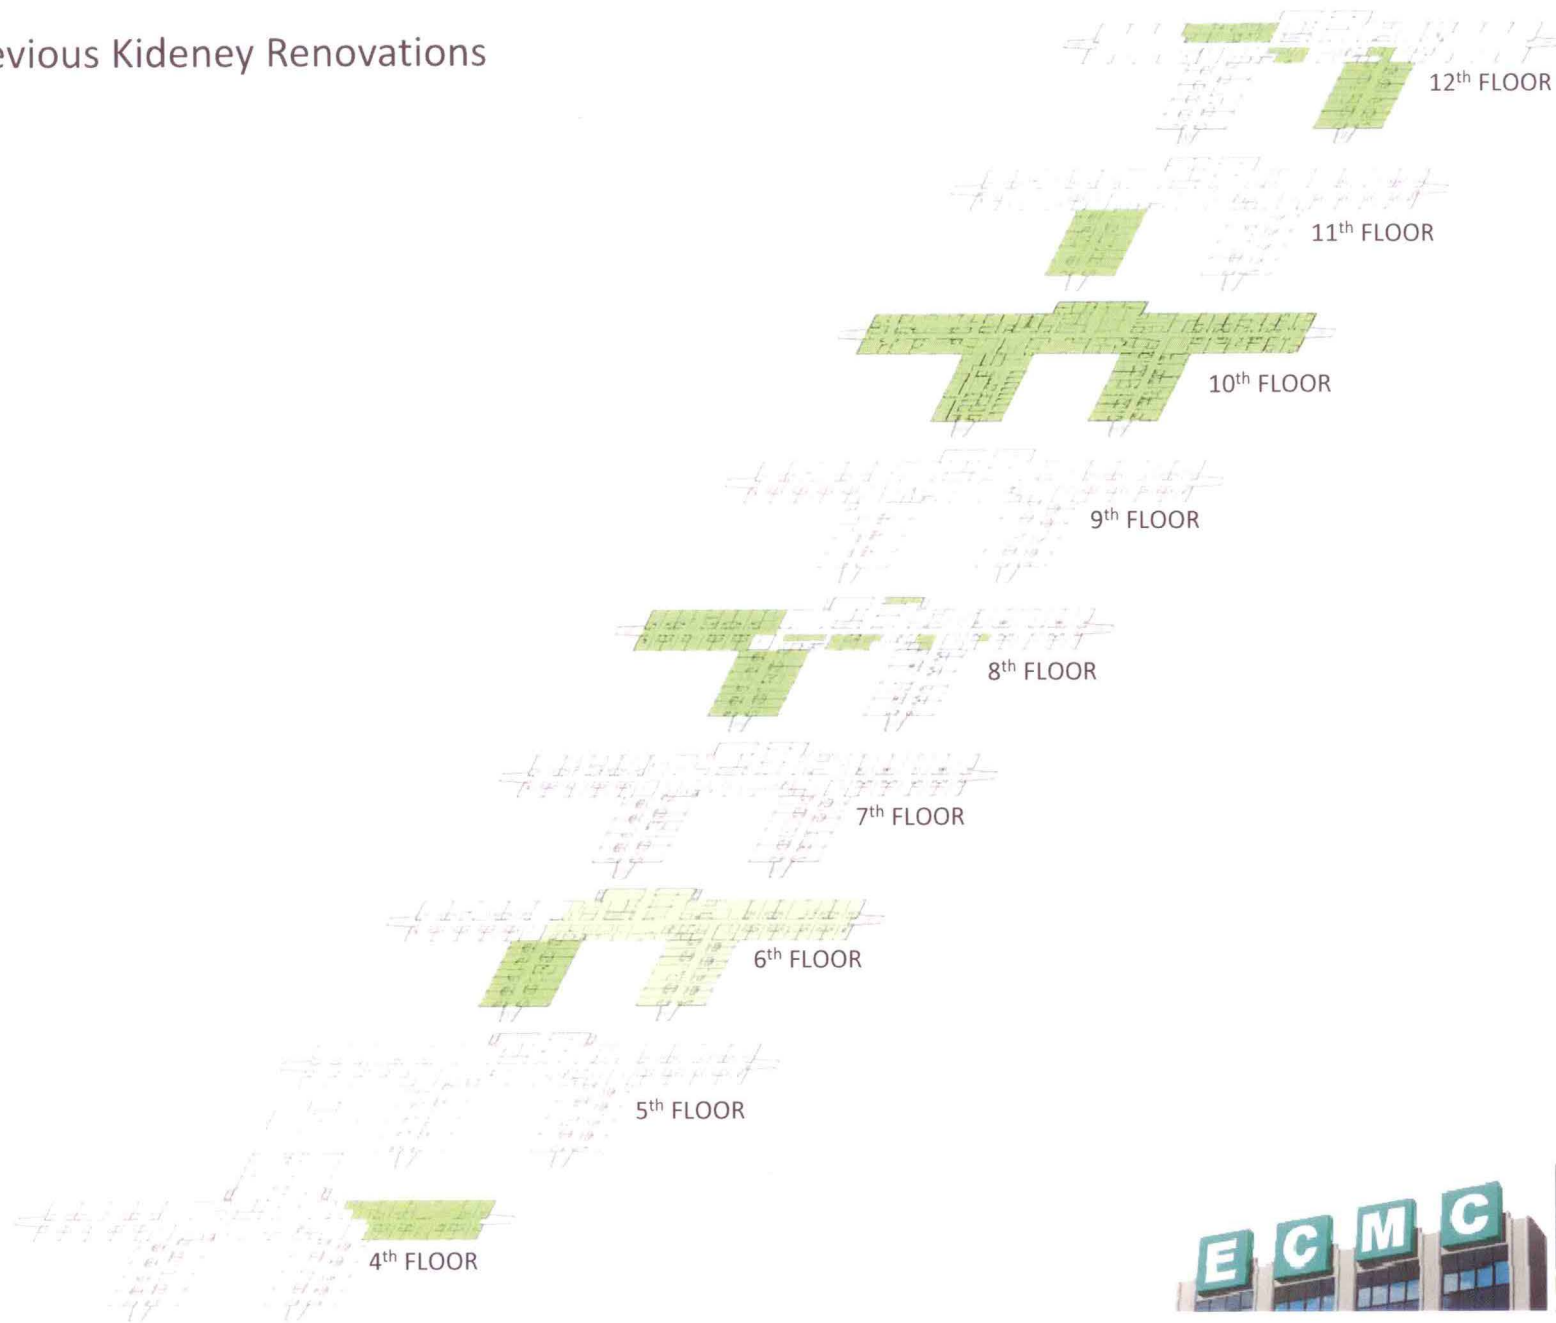 evious Kideney Renovations
12th FLOOR
11th FLOOR
10th FLOOR
9th FLOOR
8th FLOOR
7th FLOOR
6th FLOOR
5th FLOOR
4th FLOOR
E C M C